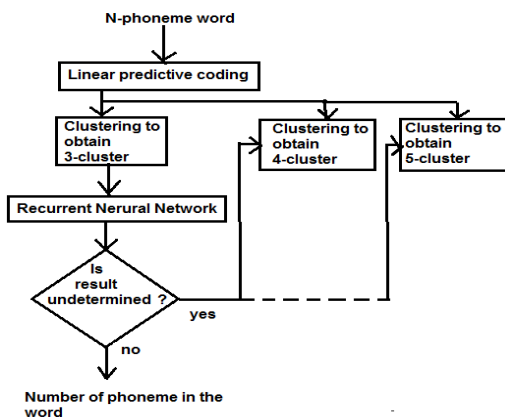 N-phoneme word
Linear predictive coding
Clustering to
obtain
3-cluster
Clustering to
obtain
4-cluster
Clustering to
obtain
5-cluster
Recurrent Nerural Network
Is
result
undetermined ?
yes
no
Number of phoneme in the
word